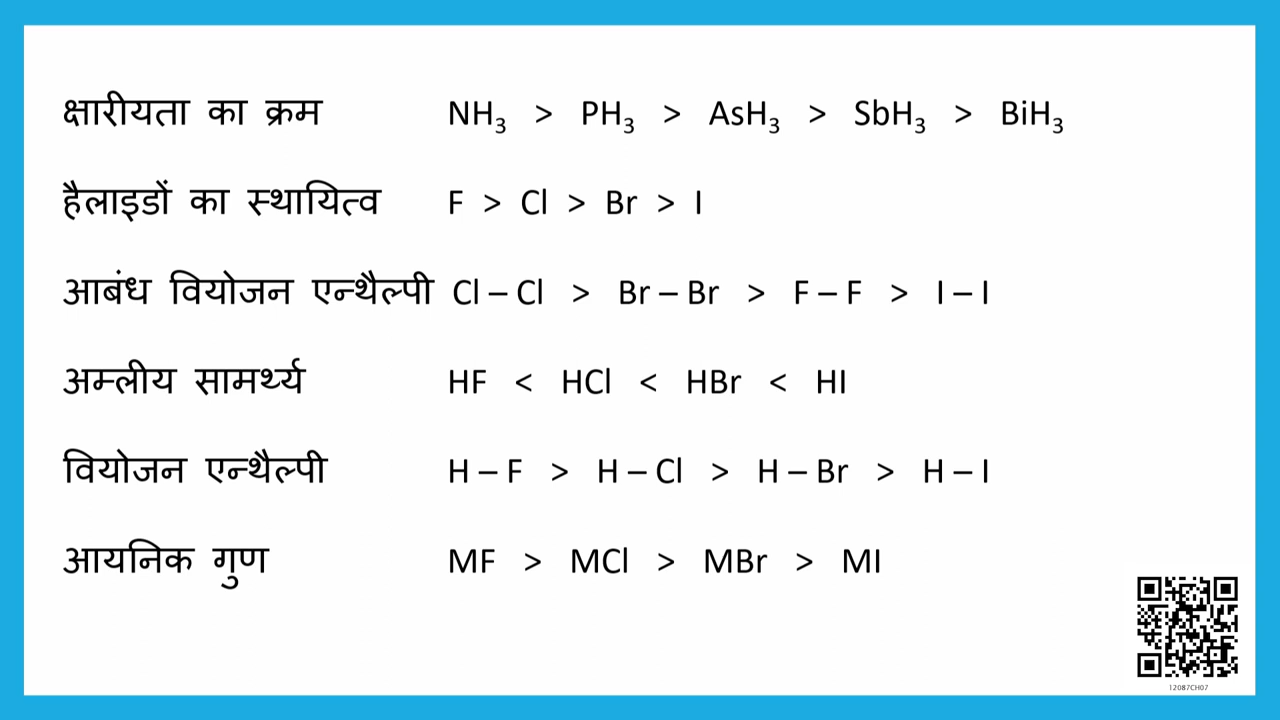 क्षारीयता का क्रम NH₃ > PH₃ > AsH₃ > SbH₃ > BiH₃
हैलाइडों का स्थायित्व F > Cl > Br > I
आबंध वियोजन एन्थैल्पी Cl – Cl > Br – Br > F – F > I – I
अम्लीय सामर्थ्य HF < HCl < HBr < HI
वियोजन एन्थैल्पी H – F > H – Cl > H – Br > H – I
आयनिक गुण MF > MCl > MBr > MI
12087CH07